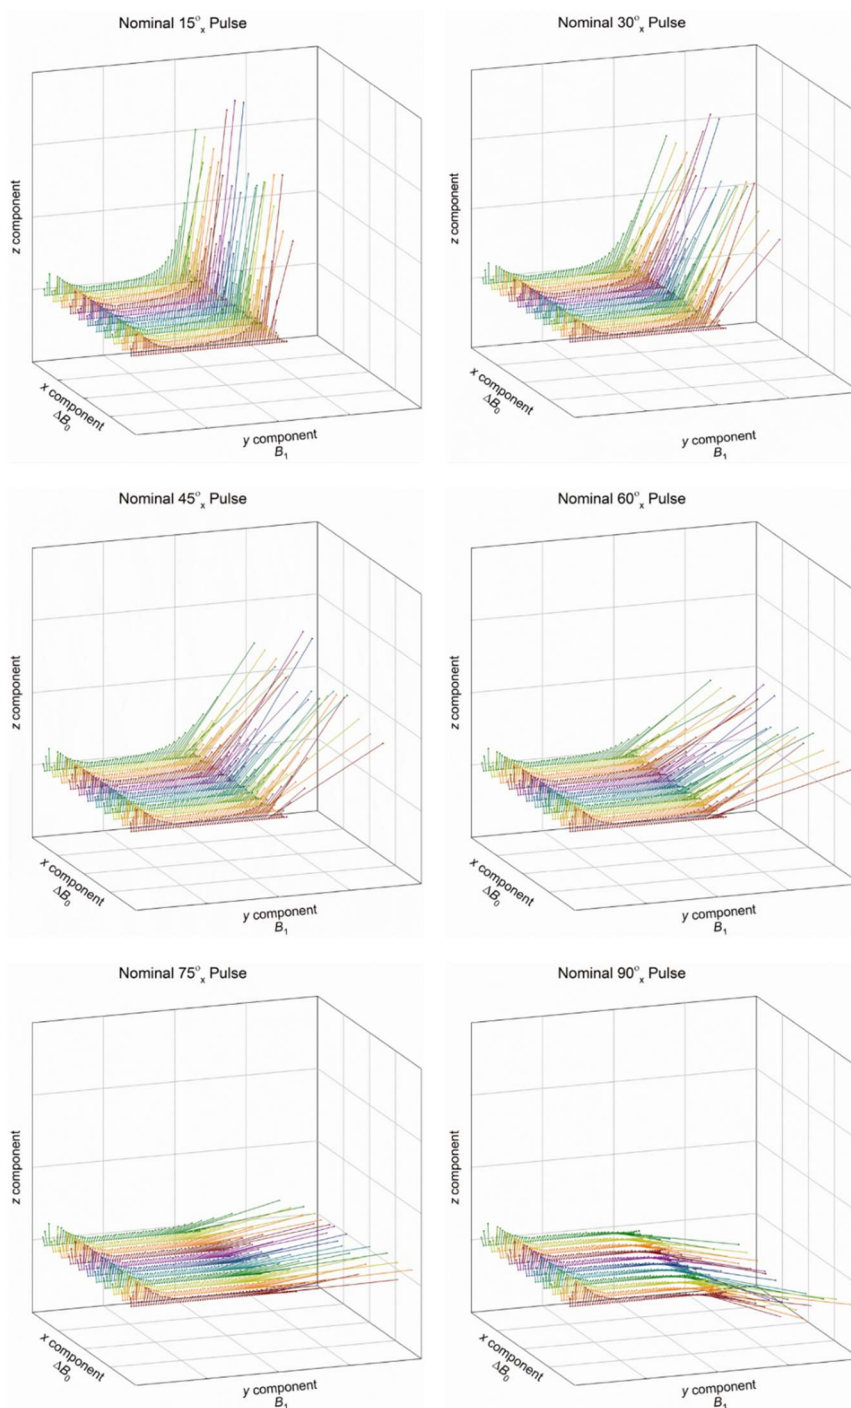 Nominal 15°ₓ Pulse
z component
x component
ΔB₀
y component
B₁
Nominal 30°ₓ Pulse
z component
x component
ΔB₀
y component
B₁
Nominal 45°ₓ Pulse
z component
x component
ΔB₀
y component
B₁
Nominal 60°ₓ Pulse
z component
x component
ΔB₀
y component
B₁
Nominal 75°ₓ Pulse
z component
x component
ΔB₀
y component
B₁
Nominal 90°ₓ Pulse
z component
x component
ΔB₀
y component
B₁